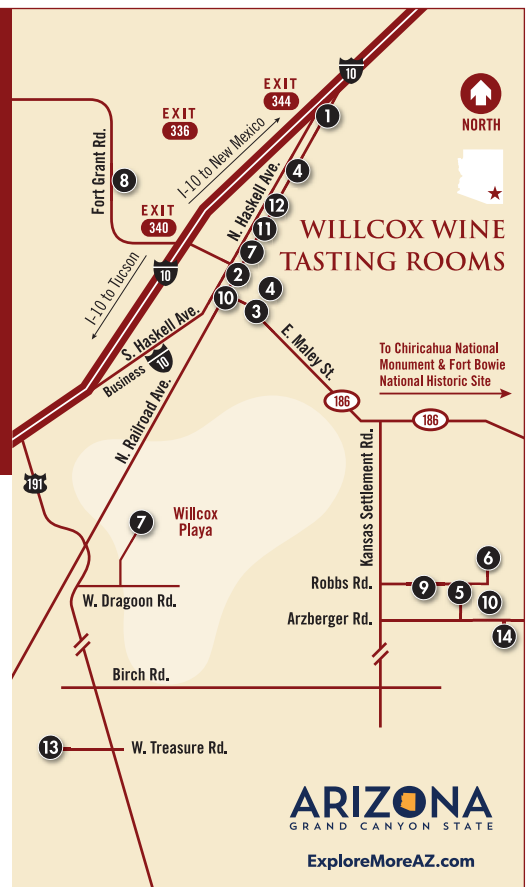 10
EXIT
344
NORTH
1
EXIT
336
I-10 to New Mexico
Fort Grant Rd.
8
N. Haskell Ave.
4
12
11
EXIT
340
WILLCOX WINE
TASTING ROOMS
7
10
I-10 to Tucson
2
10
4
3
S. Haskell Ave.
Business
10
E. Maley St.
To Chiricahua National
Monument & Fort Bowie
National Historic Site
186
186
N. Railroad Ave.
Kansas Settlement Rd.
191
7
Willcox
Playa
6
Robbs Rd.
9
5
10
W. Dragoon Rd.
Arzberger Rd.
14
Birch Rd.
13
W. Treasure Rd.
ARIZONA
GRAND CANYON STATE
ExploreMoreAZ.com